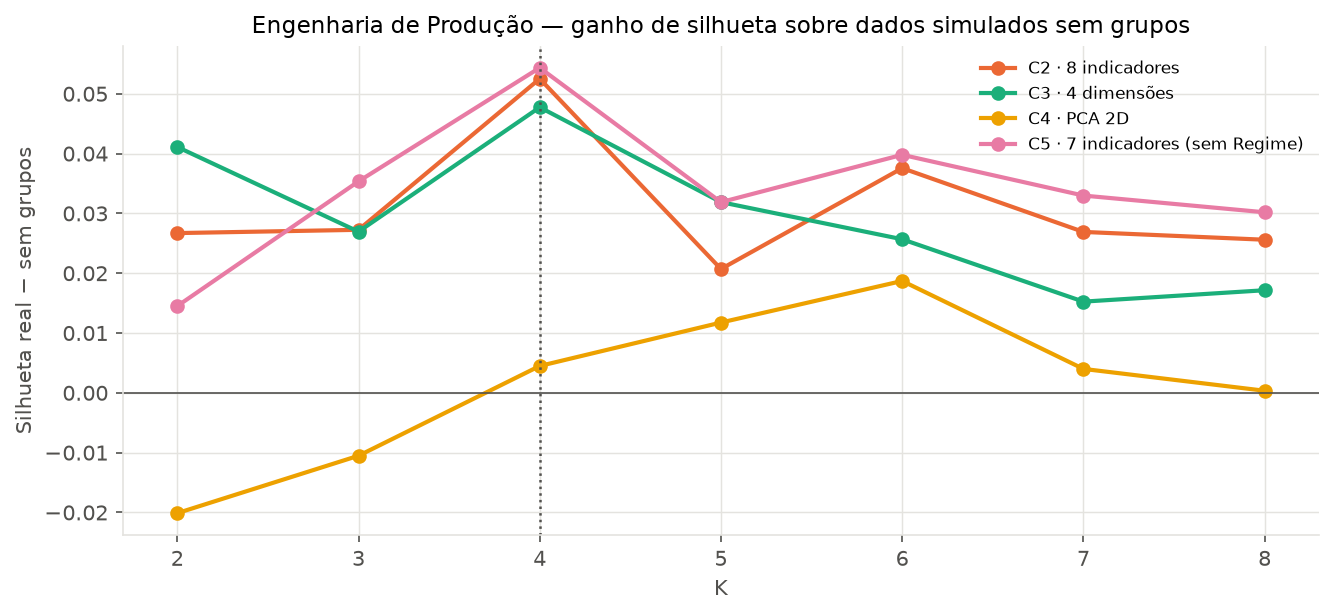 Engenharia de Produção — ganho de silhueta sobre dados simulados sem grupos
C2 · 8 indicadores
C3 · 4 dimensões
C4 · PCA 2D
C5 · 7 indicadores (sem Regime)
Silhueta real − sem grupos
0.05
0.04
0.03
0.02
0.01
0.00
−0.01
−0.02
2 3 4 5 6 7 8
K